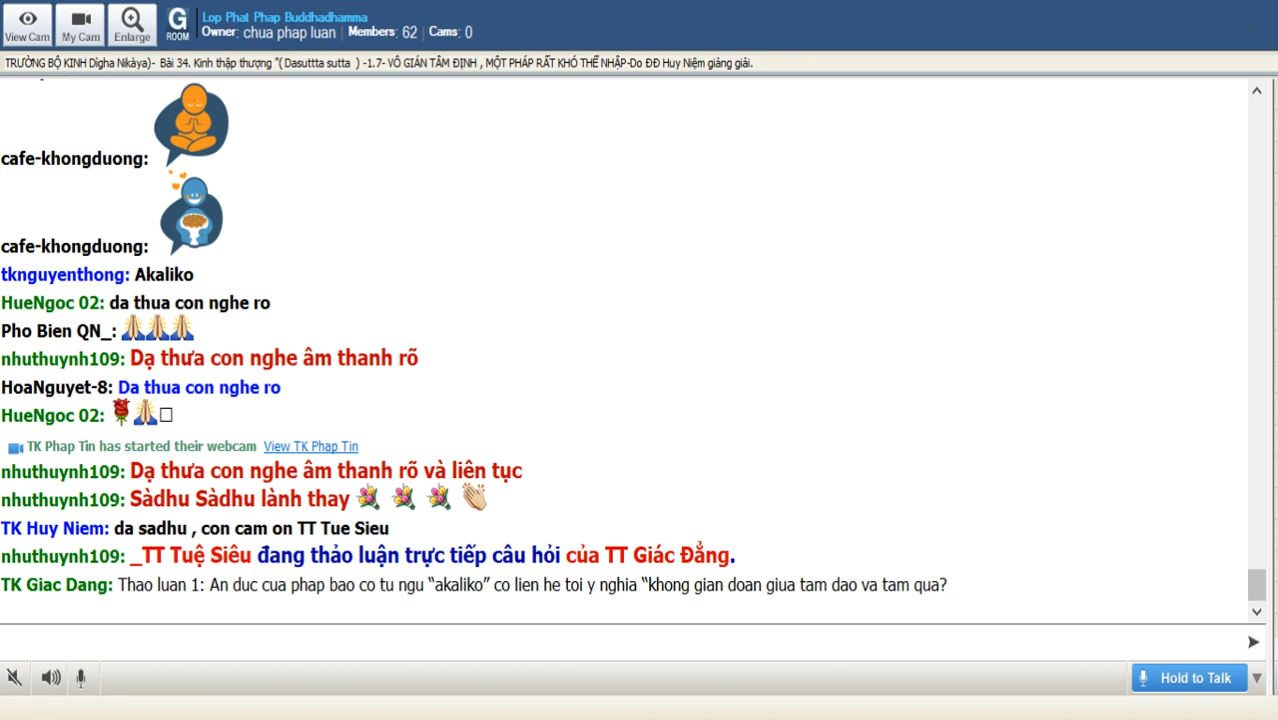 View Cam
My Cam
Enlarge
G
ROOM
Lop Phat Phap Buddhadhamma
Owner: chua phap luan | Members: 62 | Cams: 0
TRƯỜNG BỘ KINH Dìgha Nikàya)- Bài 34. Kinh thập thượng "( Dasuttta sutta ) -1.7- VÔ GIÁN TÂM ĐỊNH , MỘT PHÁP RẤT KHÓ THỂ NHẬP-Do ĐĐ Huy Niệm giảng giải.
cafe-khongduong:
cafe-khongduong:
tknguyenthong: Akaliko
HueNgoc 02: da thua con nghe ro
Pho Bien QN_: 🙏🙏🙏
nhuthuynh109: Dạ thưa con nghe âm thanh rõ
HoaNguyet-8: Da thua con nghe ro
HueNgoc 02: 🌹🙏□
TK Phap Tin has started their webcam View TK Phap Tin
nhuthuynh109: Dạ thưa con nghe âm thanh rõ và liên tục
nhuthuynh109: Sàdhu Sàdhu lành thay 💐 💐 💐 👏
TK Huy Niem: da sadhu , con cam on TT Tue Sieu
nhuthuynh109: _TT Tuệ Siêu đang thảo luận trực tiếp câu hỏi của TT Giác Đẳng.
TK Giac Dang: Thao luan 1: An duc cua phap bao co tu ngu “akaliko” co lien he toi y nghia “khong gian doan giua tam dao va tam qua?
Hold to Talk